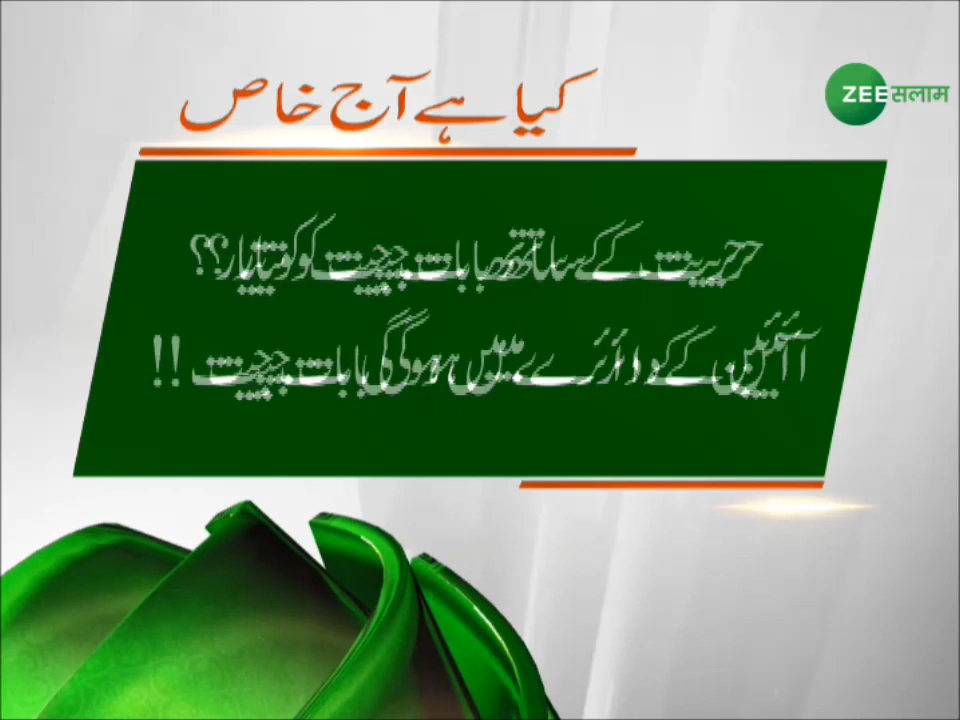 کیا ہے آج خاص
ZEE सलाम
حریت کے ساتھ بات چیت کو تیار؟
آئین کے دائرے میں ہوگی بات چیت!